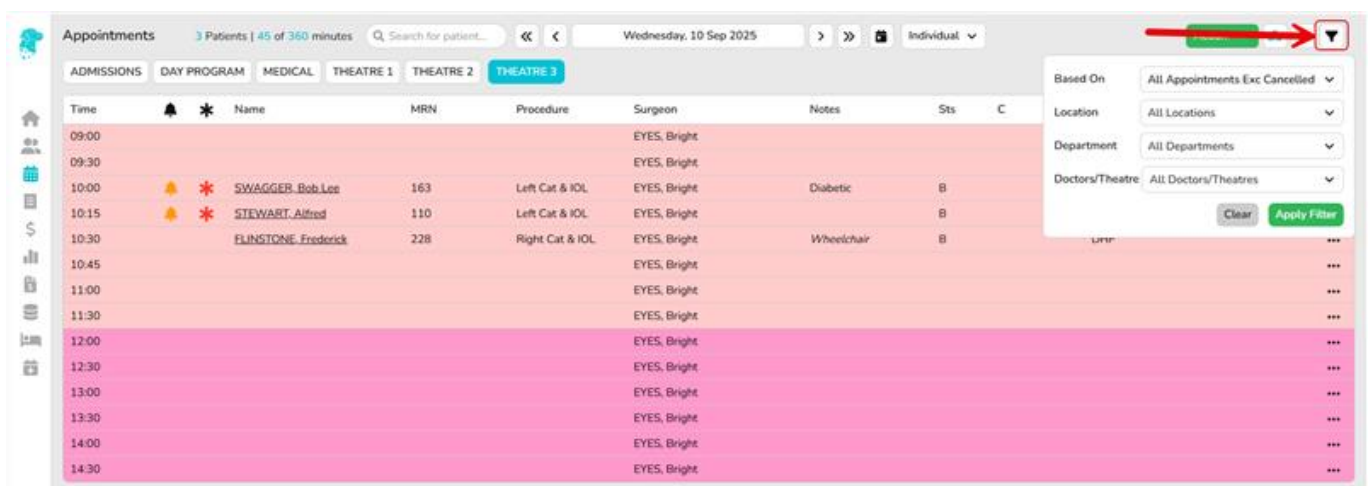 Appointments 3 Patients | 45 of 360 minutes Search for patient... Wednesday, 10 Sep 2025 Individual
ADMISSIONS DAY PROGRAM MEDICAL THEATRE 1 THEATRE 2 THEATRE 3
Based On All Appointments Exc Cancelled
Location All Locations
Department All Departments
Doctors/Theatre All Doctors/Theatres
Clear Apply Filter
Time Name MRN Procedure Surgeon Notes Sts C
09:00 EYES, Bright
09:30 EYES, Bright
10:00 SWAGGER, Bob Lee 163 Left Cat & IOL EYES, Bright Diabetic B
10:15 STEWART, Alfred 110 Left Cat & IOL EYES, Bright B
10:30 FLINSTONE, Frederick 228 Right Cat & IOL EYES, Bright Wheelchair B
10:45 EYES, Bright
11:00 EYES, Bright
11:30 EYES, Bright
12:00 EYES, Bright
12:30 EYES, Bright
13:00 EYES, Bright
13:30 EYES, Bright
14:00 EYES, Bright
14:30 EYES, Bright